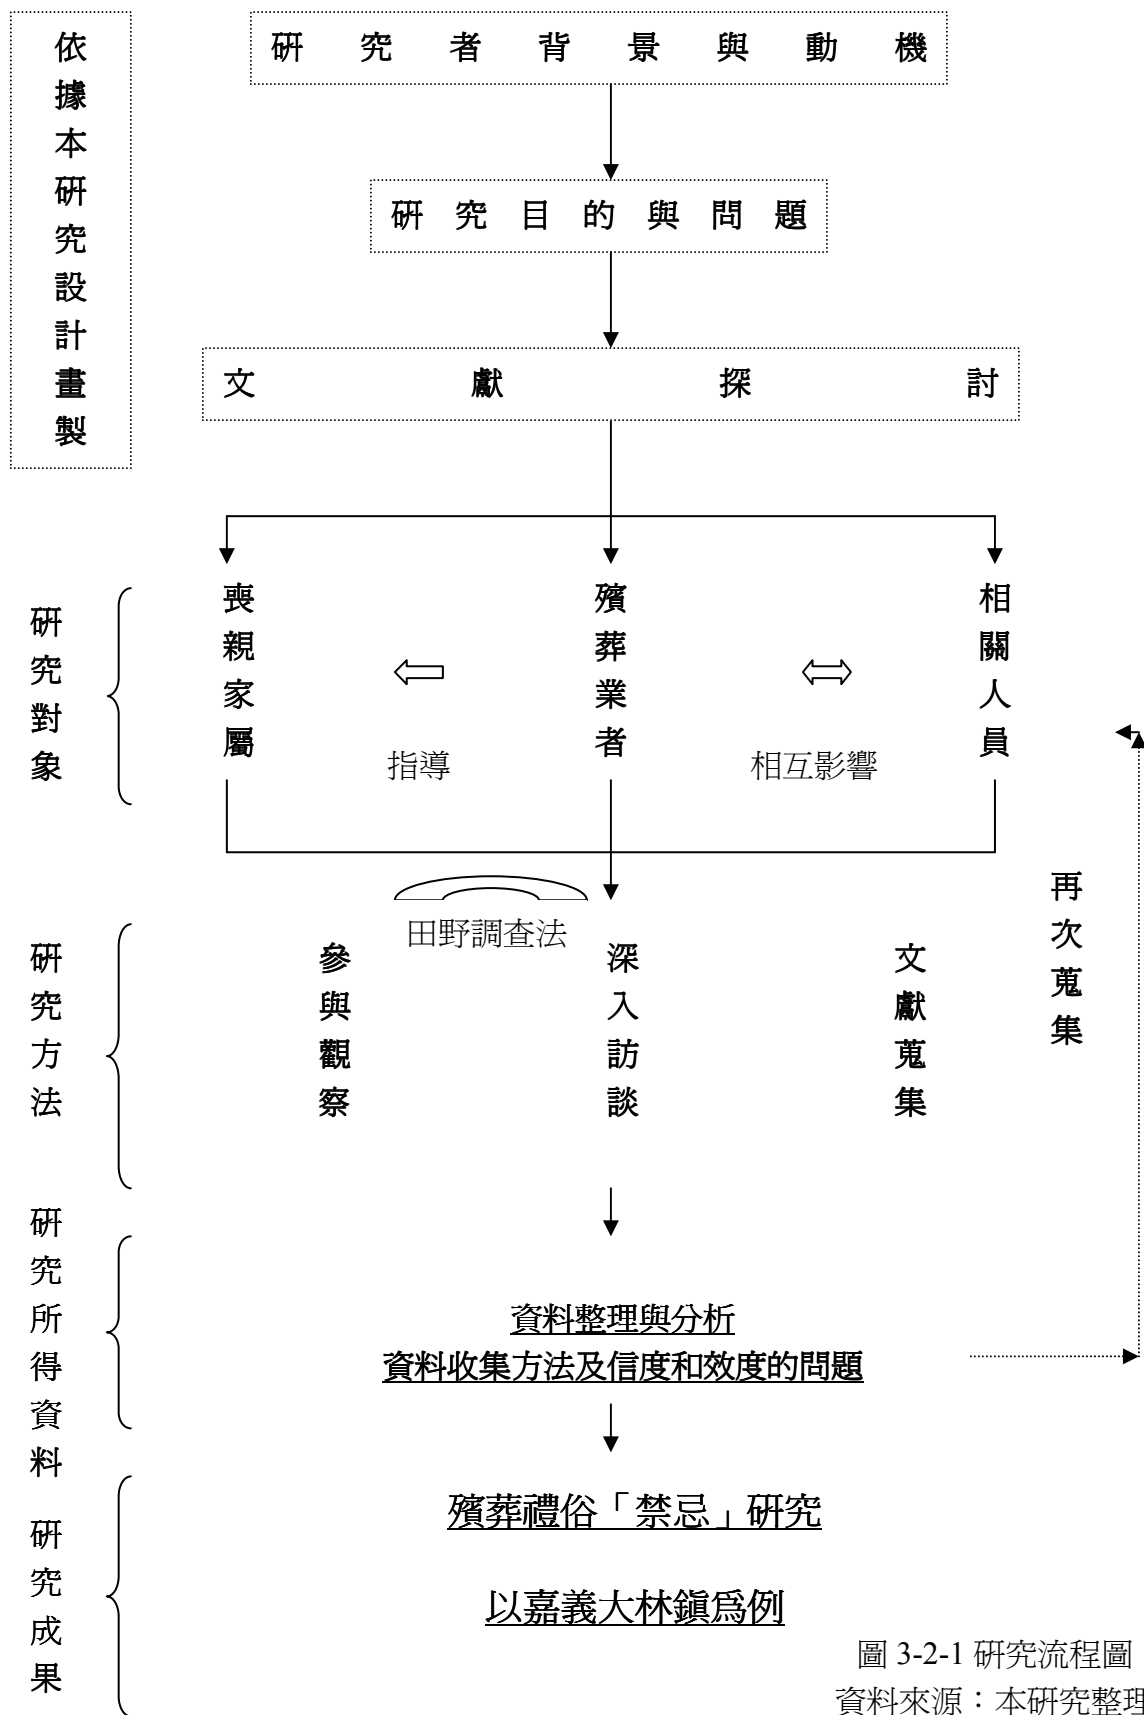 依據本研究設計畫製
研究者背景與動機
研究目的與問題
文獻探討
研究對象
喪親家屬
殯葬業者
相關人員
指導
相互影響
再次蒐集
研究方法
田野調查法
參與觀察
深入訪談
文獻蒐集
研究所得資料
資料整理與分析
資料收集方法及信度和效度的問題
研究成果
殯葬禮俗「禁忌」研究
以嘉義大林鎮為例
圖 3-2-1 研究流程圖
資料來源：本研究整理